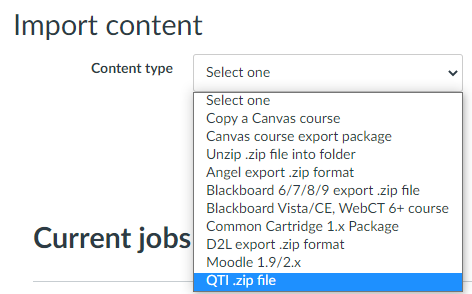 Import content
Content type
Select one
Select one
Copy a Canvas course
Canvas course export package
Unzip .zip file into folder
Angel export .zip format
Blackboard 6/7/8/9 export .zip file
Blackboard Vista/CE, WebCT 6+ course
Common Cartridge 1.x Package
D2L export .zip format
Moodle 1.9/2.x
QTI .zip file
Current jobs